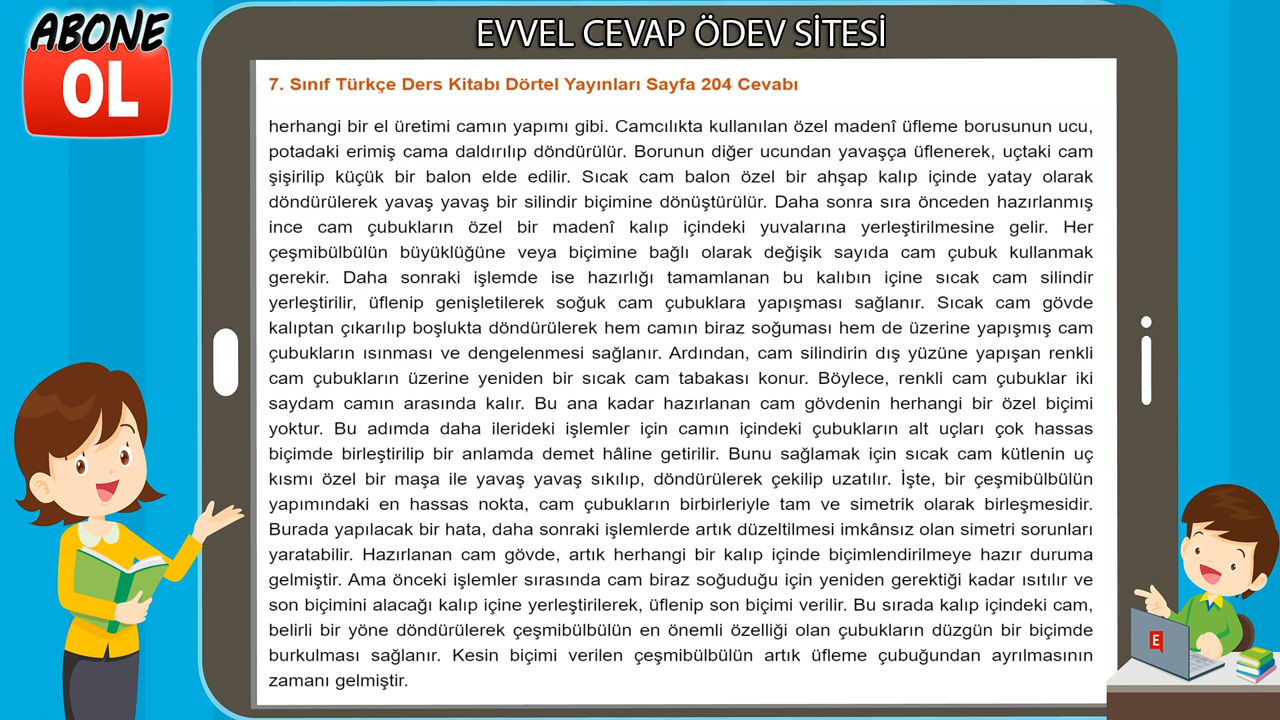 ABONE
OL
EVVEL CEVAP ÖDEV SİTESİ
7. Sınıf Türkçe Ders Kitabı Dörtel Yayınları Sayfa 204 Cevabı
herhangi bir el üretimi camın yapımı gibi. Camcılıkta kullanılan özel madenî üfleme borusunun ucu,
potadaki erimiş cama daldırılıp döndürülür. Borunun diğer ucundan yavaşça üflenerek, uçtaki cam
şişirilip küçük bir balon elde edilir. Sıcak cam balon özel bir ahşap kalıp içinde yatay olarak
döndürülerek yavaş yavaş bir silindir biçimine dönüştürülür. Daha sonra sıra önceden hazırlanmış
ince cam çubukların özel bir madenî kalıp içindeki yuvalarına yerleştirilmesine gelir. Her
çeşmibülbülün büyüklüğüne veya biçimine bağlı olarak değişik sayıda cam çubuk kullanmak
gerekir. Daha sonraki işlemde ise hazırlığı tamamlanan bu kalıbın içine sıcak cam silindir
yerleştirilir, üflenip genişletilerek soğuk cam çubuklara yapışması sağlanır. Sıcak cam gövde
kalıptan çıkarılıp boşlukta döndürülerek hem camın biraz soğuması hem de üzerine yapışmış cam
çubukların ısınması ve dengelenmesi sağlanır. Ardından, cam silindirin dış yüzüne yapışan renkli
cam çubukların üzerine yeniden bir sıcak cam tabakası konur. Böylece, renkli cam çubuklar iki
saydam camın arasında kalır. Bu ana kadar hazırlanan cam gövdenin herhangi bir özel biçimi
yoktur. Bu adımda daha ilerideki işlemler için camın içindeki çubukların alt uçları çok hassas
biçimde birleştirilip bir anlamda demet hâline getirilir. Bunu sağlamak için sıcak cam kütlenin uç
kısmı özel bir maşa ile yavaş yavaş sıkılıp, döndürülerek çekilip uzatılır. İşte, bir çeşmibülbülün
yapımındaki en hassas nokta, cam çubukların birbirleriyle tam ve simetrik olarak birleşmesidir.
Burada yapılacak bir hata, daha sonraki işlemlerde artık düzeltilmesi imkânsız olan simetri sorunları
yaratabilir. Hazırlanan cam gövde, artık herhangi bir kalıp içinde biçimlendirilmeye hazır duruma
gelmiştir. Ama önceki işlemler sırasında cam biraz soğuduğu için yeniden gerektiği kadar ısıtılır ve
son biçimini alacağı kalıp içine yerleştirilerek, üflenip son biçimi verilir. Bu sırada kalıp içindeki cam,
belirli bir yöne döndürülerek çeşmibülbülün en önemli özelliği olan çubukların düzgün bir biçimde
burkulması sağlanır. Kesin biçimi verilen çeşmibülbülün artık üfleme çubuğundan ayrılmasının
zamanı gelmiştir.
E